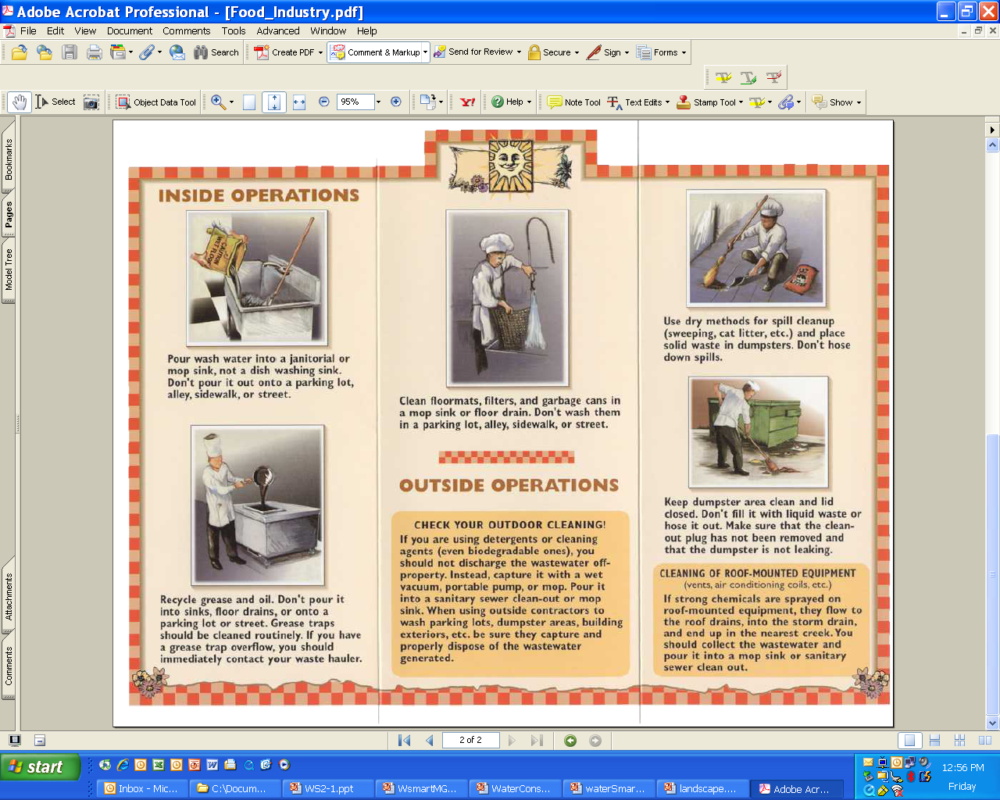 Adobe Acrobat Professional - [Food_Industry.pdf]
File Edit View Document Comments Tools Advanced Window Help
Search Create PDF Comment & Markup Send for Review Secure Sign Forms
Select Object Data Tool 95% Y! Help Note Tool Text Edits Stamp Tool Show
Bookmarks
Pages
Model Tree
Attachments
Comments
INSIDE OPERATIONS
CAUTION
WET FLOOR
Pour wash water into a janitorial or
mop sink, not a dish washing sink.
Don't pour it out onto a parking lot,
alley, sidewalk, or street.
Recycle grease and oil. Don't pour it
into sinks, floor drains, or onto a
parking lot or street. Grease traps
should be cleaned routinely. If you have
a grease trap overflow, you should
immediately contact your waste hauler.
Clean floormats, filters, and garbage cans in
a mop sink or floor drain. Don't wash them
in a parking lot, alley, sidewalk, or street.
OUTSIDE OPERATIONS
CHECK YOUR OUTDOOR CLEANING!
If you are using detergents or cleaning
agents (even biodegradable ones), you
should not discharge the wastewater off-
property. Instead, capture it with a wet
vacuum, portable pump, or mop. Pour it
into a sanitary sewer clean-out or mop
sink. When using outside contractors to
wash parking lots, dumpster areas, building
exteriors, etc. be sure they capture and
properly dispose of the wastewater
generated.
Use dry methods for spill cleanup
(sweeping, cat litter, etc.) and place
solid waste in dumpsters. Don't hose
down spills.
Keep dumpster area clean and lid
closed. Don't fill it with liquid waste or
hose it out. Make sure that the clean-
out plug has not been removed and
that the dumpster is not leaking.
CLEANING OF ROOF-MOUNTED EQUIPMENT
(vents, air conditioning coils, etc.)
If strong chemicals are sprayed on
roof-mounted equipment, they flow to
the roof drains, into the storm drain,
and end up in the nearest creek. You
should collect the wastewater and
pour it into a mop sink or sanitary
sewer clean out.
2 of 2
start
12:56 PM
Friday
Inbox - Mic... C:\Docum... WS2-1.ppt WsmartMG... WaterCons... waterSmar... landscape.... Adobe Acr...